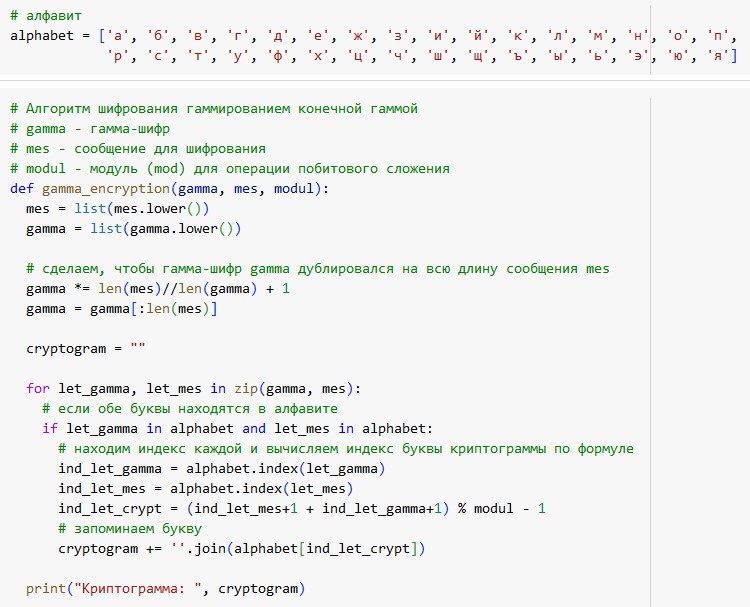 # алфавит
alphabet = ['а', 'б', 'в', 'г', 'д', 'е', 'ж', 'з', 'и', 'й', 'к', 'л', 'м', 'н', 'о', 'п',
            'р', 'с', 'т', 'у', 'ф', 'х', 'ц', 'ч', 'ш', 'щ', 'ъ', 'ы', 'ь', 'э', 'ю', 'я']
# Алгоритм шифрования гаммированием конечной гаммой
# gamma - гамма-шифр
# mes - сообщение для шифрования
# modul - модуль (mod) для операции побитового сложения
def gamma_encryption(gamma, mes, modul):
  mes = list(mes.lower())
  gamma = list(gamma.lower())
  # сделаем, чтобы гамма-шифр gamma дублировался на всю длину сообщения mes
  gamma *= len(mes)//len(gamma) + 1
  gamma = gamma[:len(mes)]
  cryptogram = ""
  for let_gamma, let_mes in zip(gamma, mes):
    # если обе буквы находятся в алфавите
    if let_gamma in alphabet and let_mes in alphabet:
      # находим индекс каждой и вычисляем индекс буквы криптограммы по формуле
      ind_let_gamma = alphabet.index(let_gamma)
      ind_let_mes = alphabet.index(let_mes)
      ind_let_crypt = (ind_let_mes+1 + ind_let_gamma+1) % modul - 1
      # запоминаем букву
      cryptogram += ''.join(alphabet[ind_let_crypt])
  print("Криптограмма: ", cryptogram)